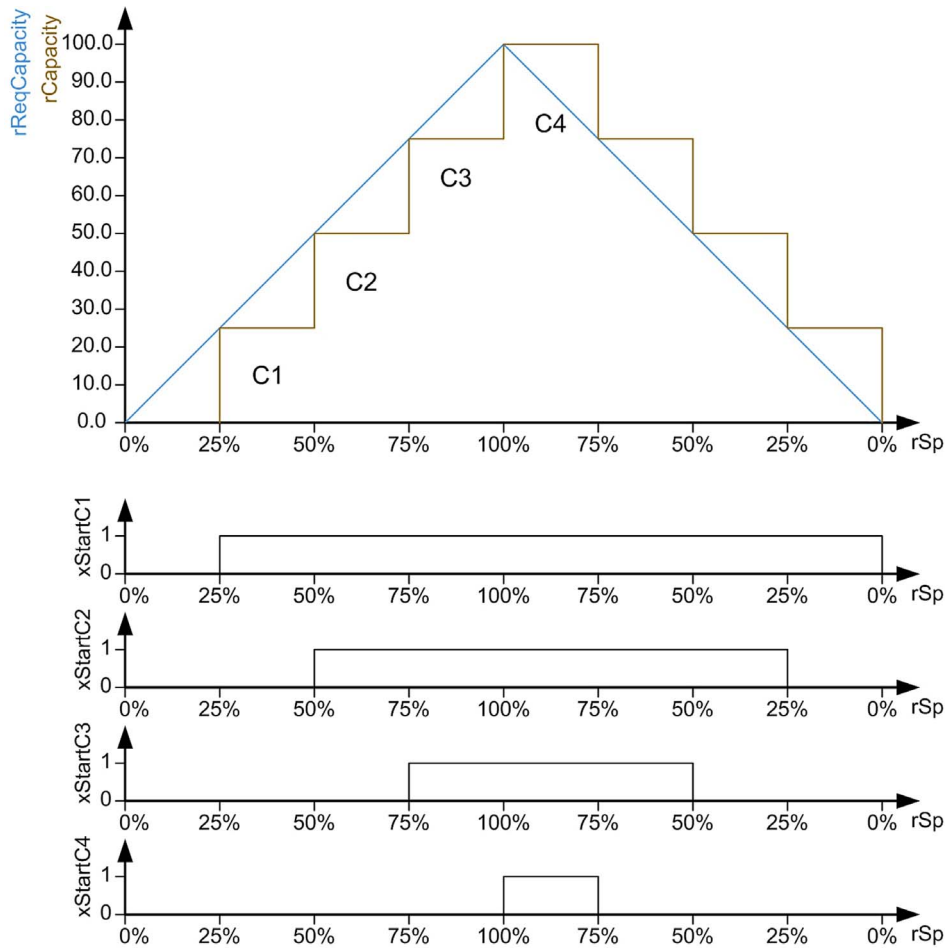 rReqCapacity
rCapacity
100.0
90.0
80.0
70.0
60.0
50.0
40.0
30.0
20.0
10.0
0.0
C1
C2
C3
C4
0% 25% 50% 75% 100% 75% 50% 25% 0% rSp
xStartC1
1
0
0% 25% 50% 75% 100% 75% 50% 25% 0% rSp
xStartC2
1
0
0% 25% 50% 75% 100% 75% 50% 25% 0% rSp
xStartC3
1
0
0% 25% 50% 75% 100% 75% 50% 25% 0% rSp
xStartC4
1
0
0% 25% 50% 75% 100% 75% 50% 25% 0% rSp